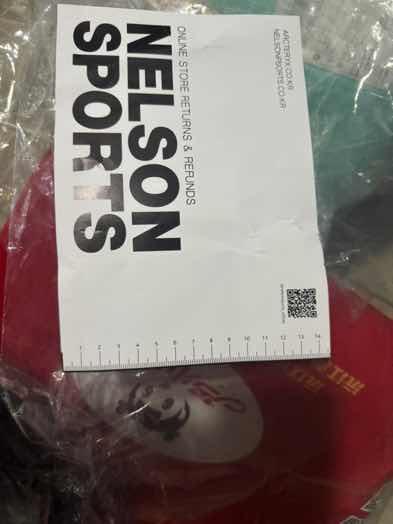 NELSON
SPORTS
ONLINE STORE RETURNS & REFUNDS
ARCTERYX.CO.KR
NELSONSPORTS.CO.KR
1 2 3 4 5 6 7 8 9 10 11 12 13 14